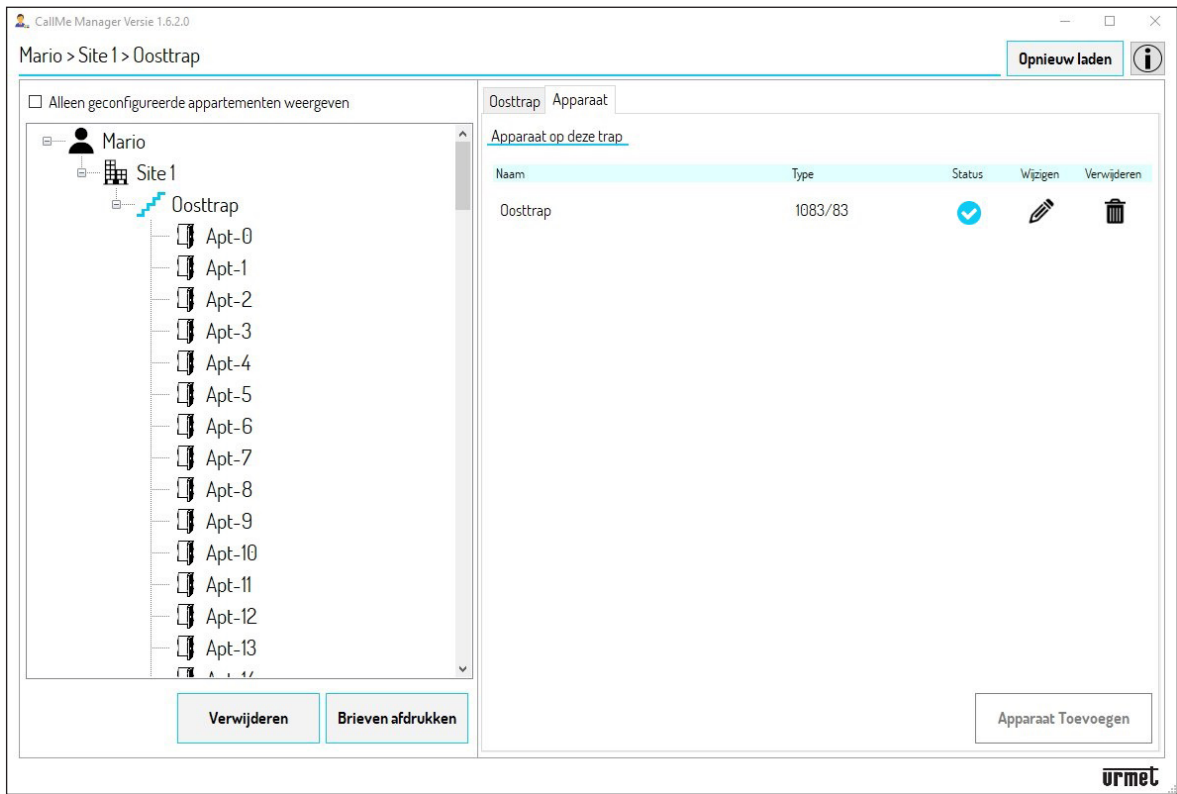 CallMe Manager Versie 1.6.2.0
Mario > Site 1 > Oosttrap
Opnieuw laden
Alleen geconfigureerde appartementen weergeven
Mario
Site 1
Oosttrap
Apt-0
Apt-1
Apt-2
Apt-3
Apt-4
Apt-5
Apt-6
Apt-7
Apt-8
Apt-9
Apt-10
Apt-11
Apt-12
Apt-13
Verwijderen Brieven afdrukken
Oosttrap Apparaat
Apparaat op deze trap
Naam Type Status Wijzigen Verwijderen
Oosttrap 1083/83
Apparaat Toevoegen
urmet